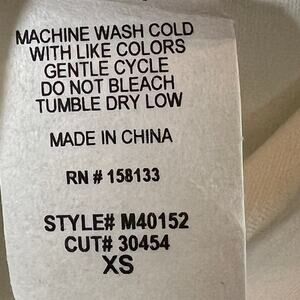 MACHINE WASH COLD
WITH LIKE COLORS
GENTLE CYCLE
DO NOT BLEACH
TUMBLE DRY LOW
MADE IN CHINA
RN # 158133
STYLE# M40152
CUT# 30454
XS